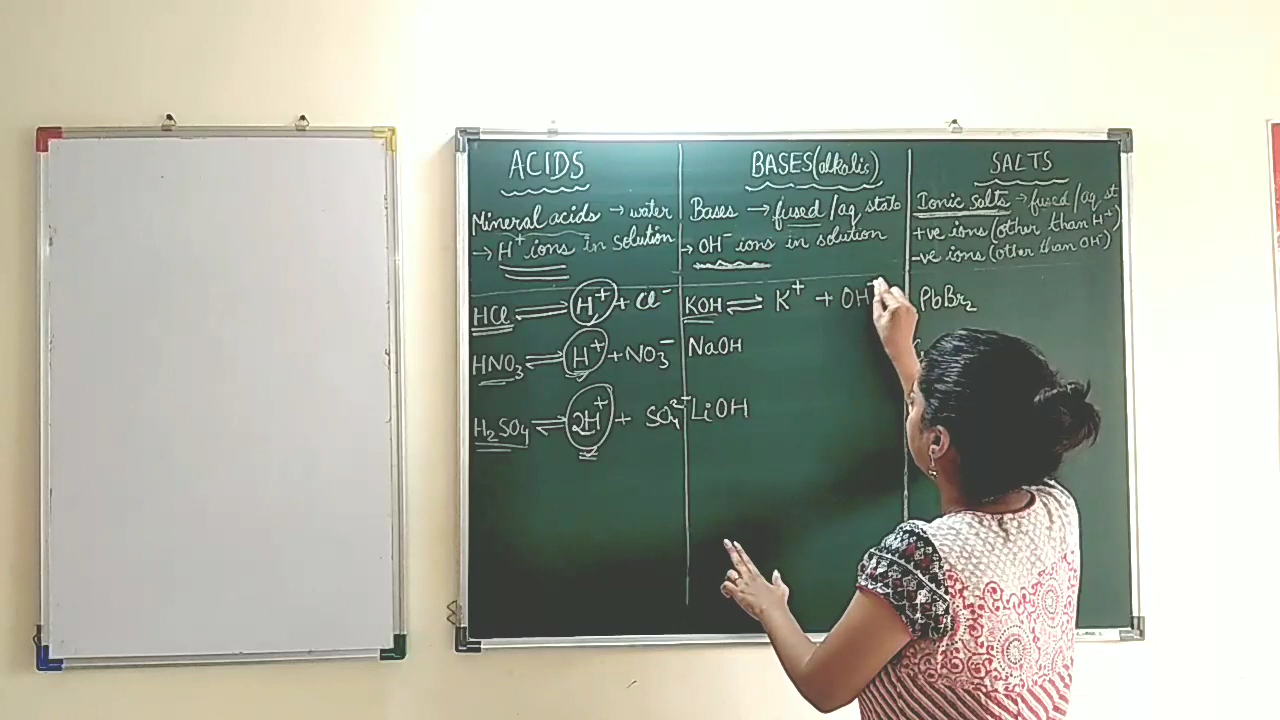 ACIDS
Mineral acids → water
→ H⁺ ions in solution
HCl ⇌ H⁺ + Cl⁻
HNO₃ ⇌ H⁺ + NO₃⁻
H₂SO₄ ⇌ 2H⁺ + SO₄²⁻
BASES (alkalis)
Bases → fused / aq state
→ OH⁻ ions in solution
KOH ⇌ K⁺ + OH⁻
NaOH
LiOH
SALTS
Ionic Salts → fused / aq st
+ve ions (other than H⁺)
-ve ions (other than OH⁻)
PbBr₂